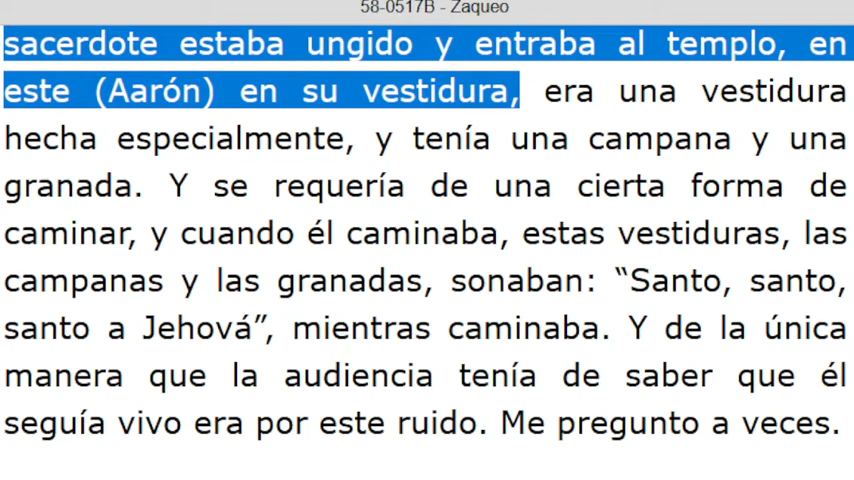 58-0517B - Zaqueo
sacerdote estaba ungido y entraba al templo, en
este (Aarón) en su vestidura, era una vestidura
hecha especialmente, y tenía una campana y una
granada. Y se requería de una cierta forma de
caminar, y cuando él caminaba, estas vestiduras, las
campanas y las granadas, sonaban: “Santo, santo,
santo a Jehová”, mientras caminaba. Y de la única
manera que la audiencia tenía de saber que él
seguía vivo era por este ruido. Me pregunto a veces.